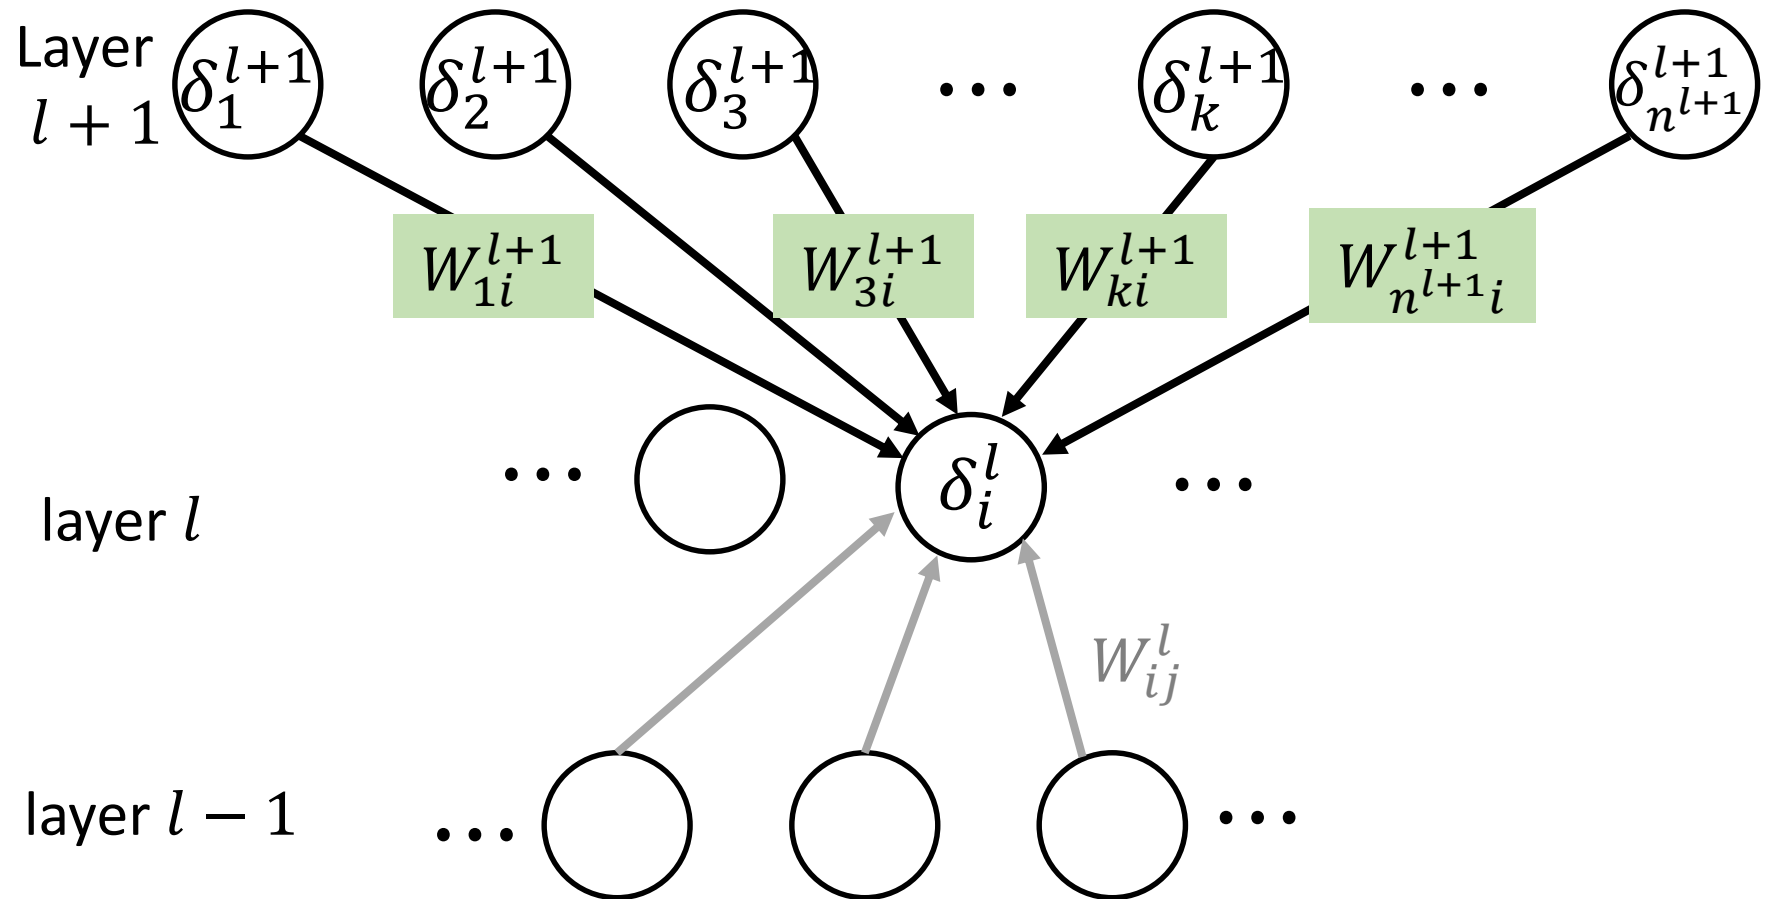 Layer
l + 1
δ_1^{l+1} δ_2^{l+1} δ_3^{l+1} ··· δ_k^{l+1} ··· δ_{n^{l+1}}^{l+1}
W_{1i}^{l+1} W_{3i}^{l+1} W_{ki}^{l+1} W_{n^{l+1}i}^{l+1}
layer l ··· δ_i^l ···
W_{ij}^l
layer l − 1 ··· ···